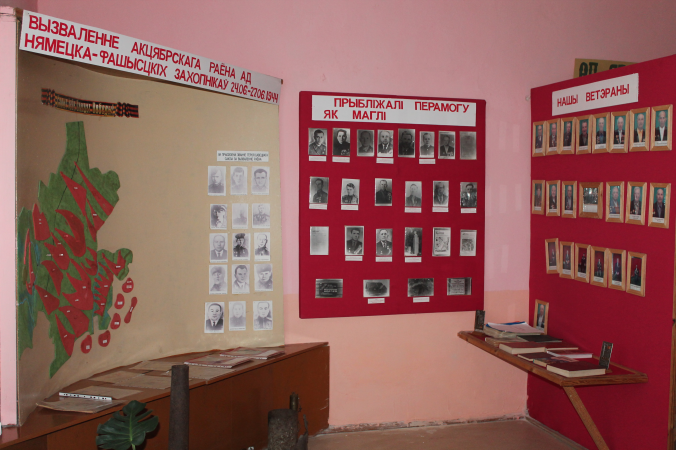 ВЫЗВАЛЕННЕ АКЦЯБРСКАГА РАЁНА АД
НЯМЕЦКА-ФАШЫСЦКІХ ЗАХОПНІКАЎ 24.06.-27.06.1944
ПРЫБЛІЖАЛІ ПЕРАМОГУ
ЯК МАГЛІ
НАШЫ ВЕТЭРАНЫ